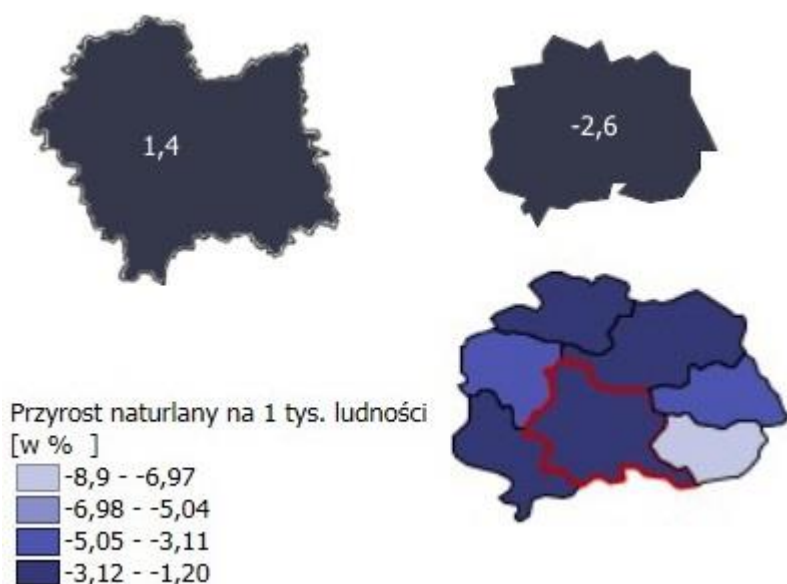 1,4
-2,6
Przyrost naturlany na 1 tys. ludności
[w % ]
-8,9 - -6,97
-6,98 - -5,04
-5,05 - -3,11
-3,12 - -1,20